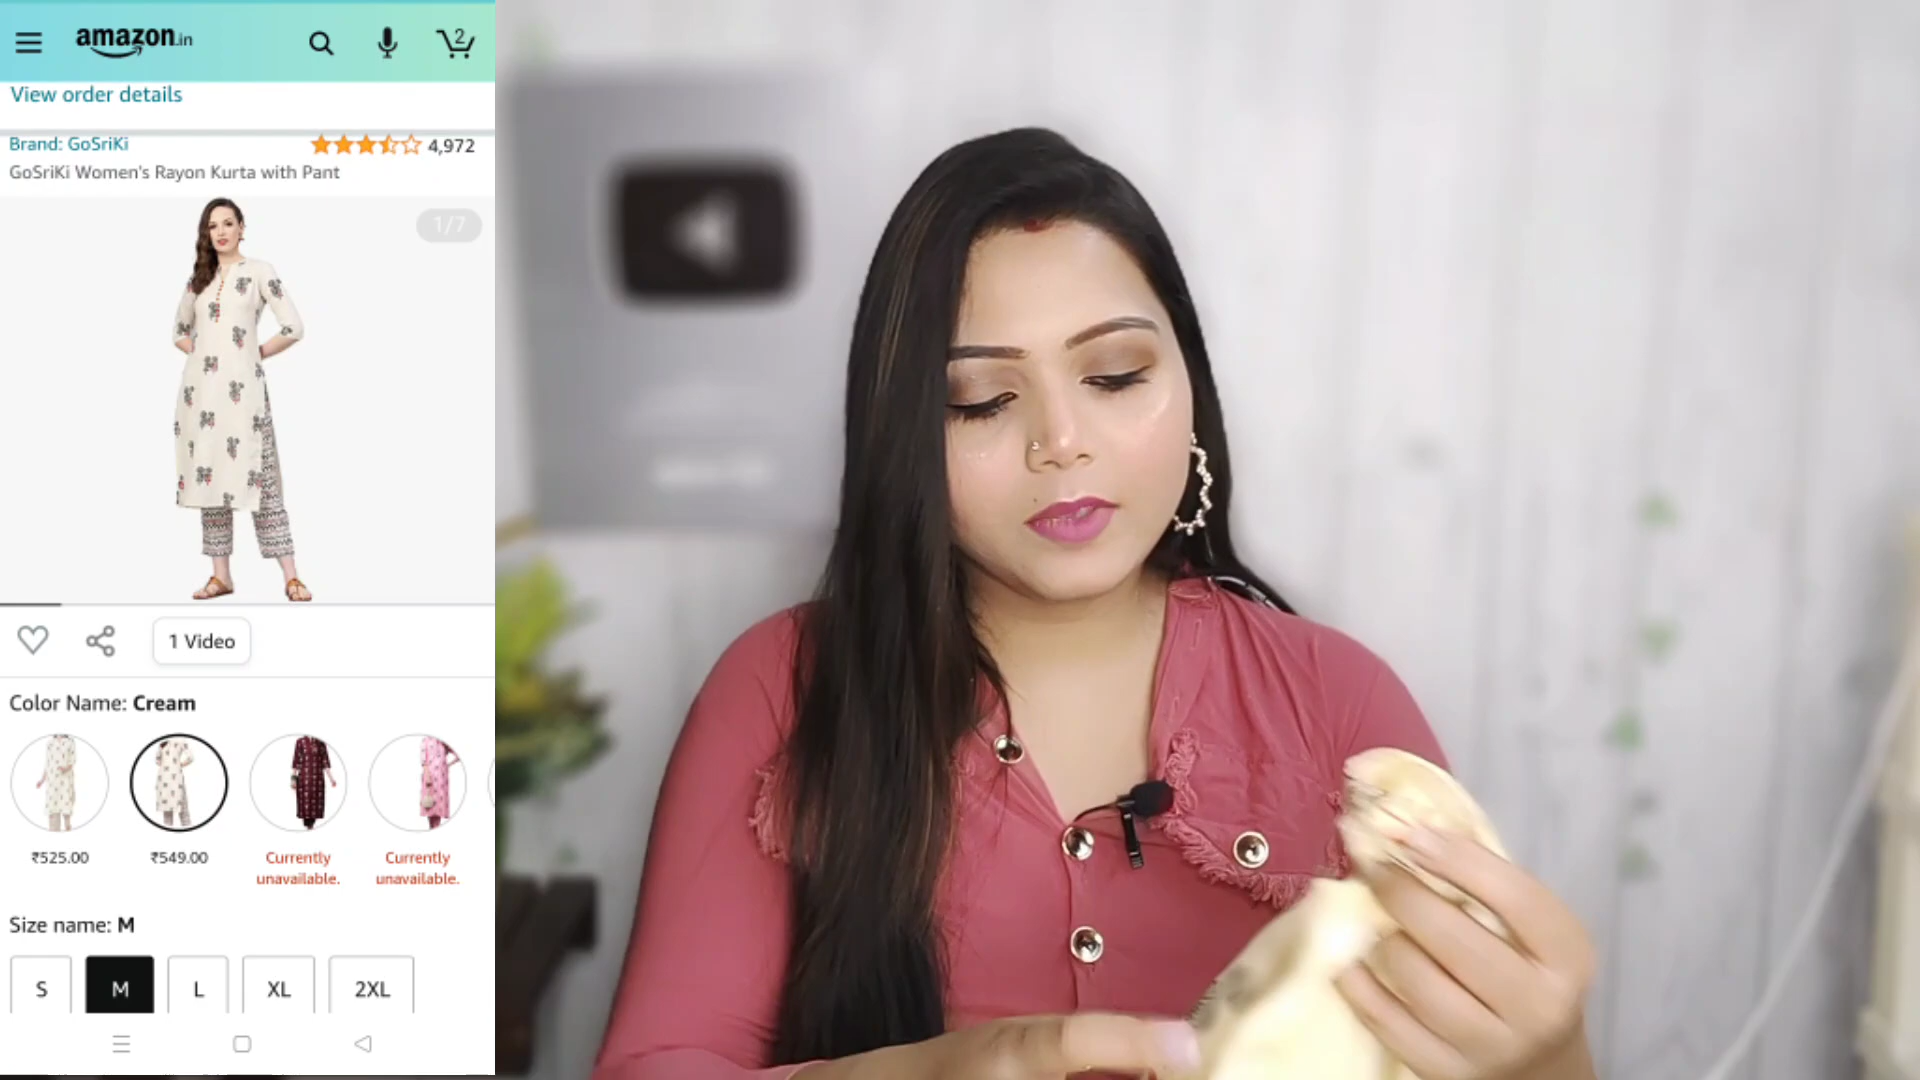 amazon.in
2
View order details
Brand: GoSriKi
4,972
GoSriKi Women's Rayon Kurta with Pant
1/7
1 Video
Color Name: Cream
₹525.00
₹549.00
Currently unavailable.
Currently unavailable.
Size name: M
S
M
L
XL
2XL